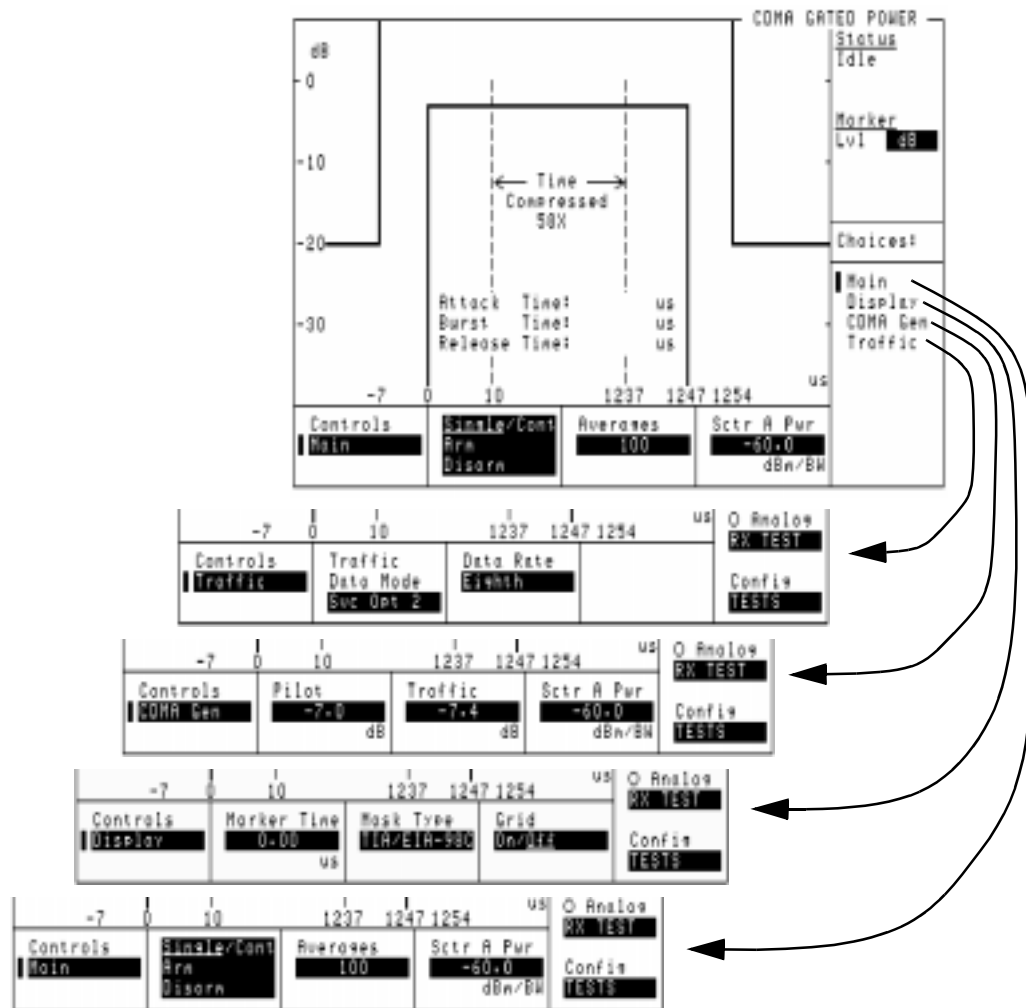 CDMA GATED POWER
dB
0
-10
-20
-30
Time
Compressed
58X
Attack Time: us
Burst Time: us
Release Time: us
us
-7 0 10 1237 1247 1254
Status
Idle
Marker
Lvl dB
Choices:
Main
Display
CDMA Gen
Traffic
Controls
Main
Single/Cont
Arm
Disarm
Averages
100
Sctr A Pwr
-60.0
dBm/BW
us
-7 0 10 1237 1247 1254
Controls
Traffic
Traffic
Data Mode
Svc Opt 2
Data Rate
Eighth
O Analog
RX TEST
Config
TESTS
us
-7 0 10 1237 1247 1254
Controls
CDMA Gen
Pilot
-7.0
dB
Traffic
-7.4
dB
Sctr A Pwr
-60.0
dBm/BW
O Analog
RX TEST
Config
TESTS
us
-7 0 10 1237 1247 1254
Controls
Display
Marker Time
0.00
us
Mask Type
TIA/EIA-98C
Grid
On/Off
O Analog
RX TEST
Config
TESTS
us
-7 0 10 1237 1247 1254
Controls
Main
Single/Cont
Arm
Disarm
Averages
100
Sctr A Pwr
-60.0
dBm/BW
O Analog
RX TEST
Config
TESTS